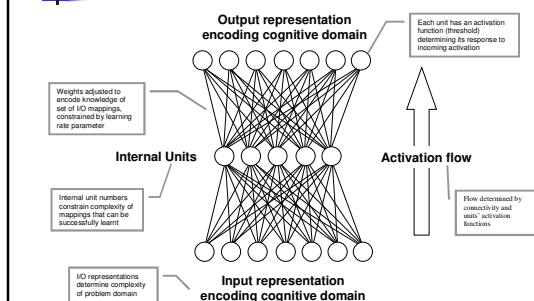 Output representation
encoding cognitive domain
Each unit has an activation
function (threshold)
determining its response to
incoming activation
Weights adjusted to
encode knowledge of
set of I/O mappings,
constrained by learning
rate parameter
Internal Units
Activation flow
Internal unit numbers
constrain complexity of
mappings that can be
successfully learnt
Flow determined by
connectivity and
units' activation
functions
I/O representations
determine complexity
of problem domain
Input representation
encoding cognitive domain